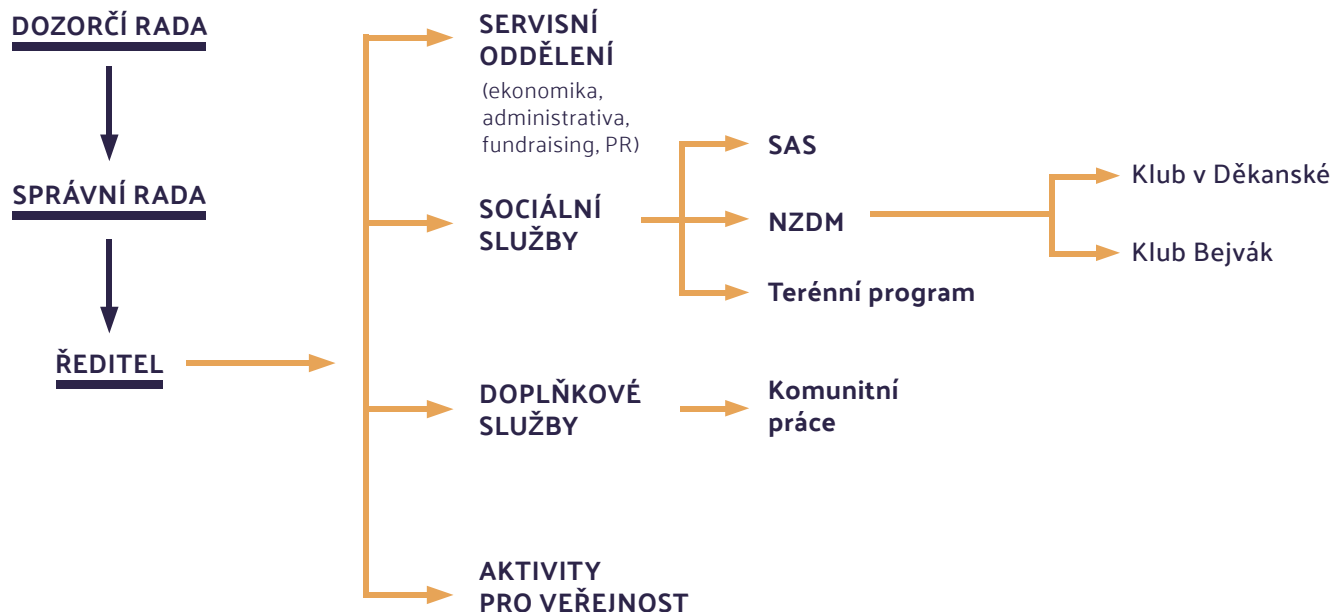 DOZORČÍ RADA
SPRÁVNÍ RADA
ŘEDITEL
SERVISNÍ
ODDĚLENÍ
(ekonomika,
administrativa,
fundraising, PR)
SOCIÁLNÍ
SLUŽBY
SAS
NZDM
Terénní program
Klub v Děkanské
Klub Bejvák
DOPLŇKOVÉ
SLUŽBY
Komunitní
práce
AKTIVITY
PRO VEŘEJNOST